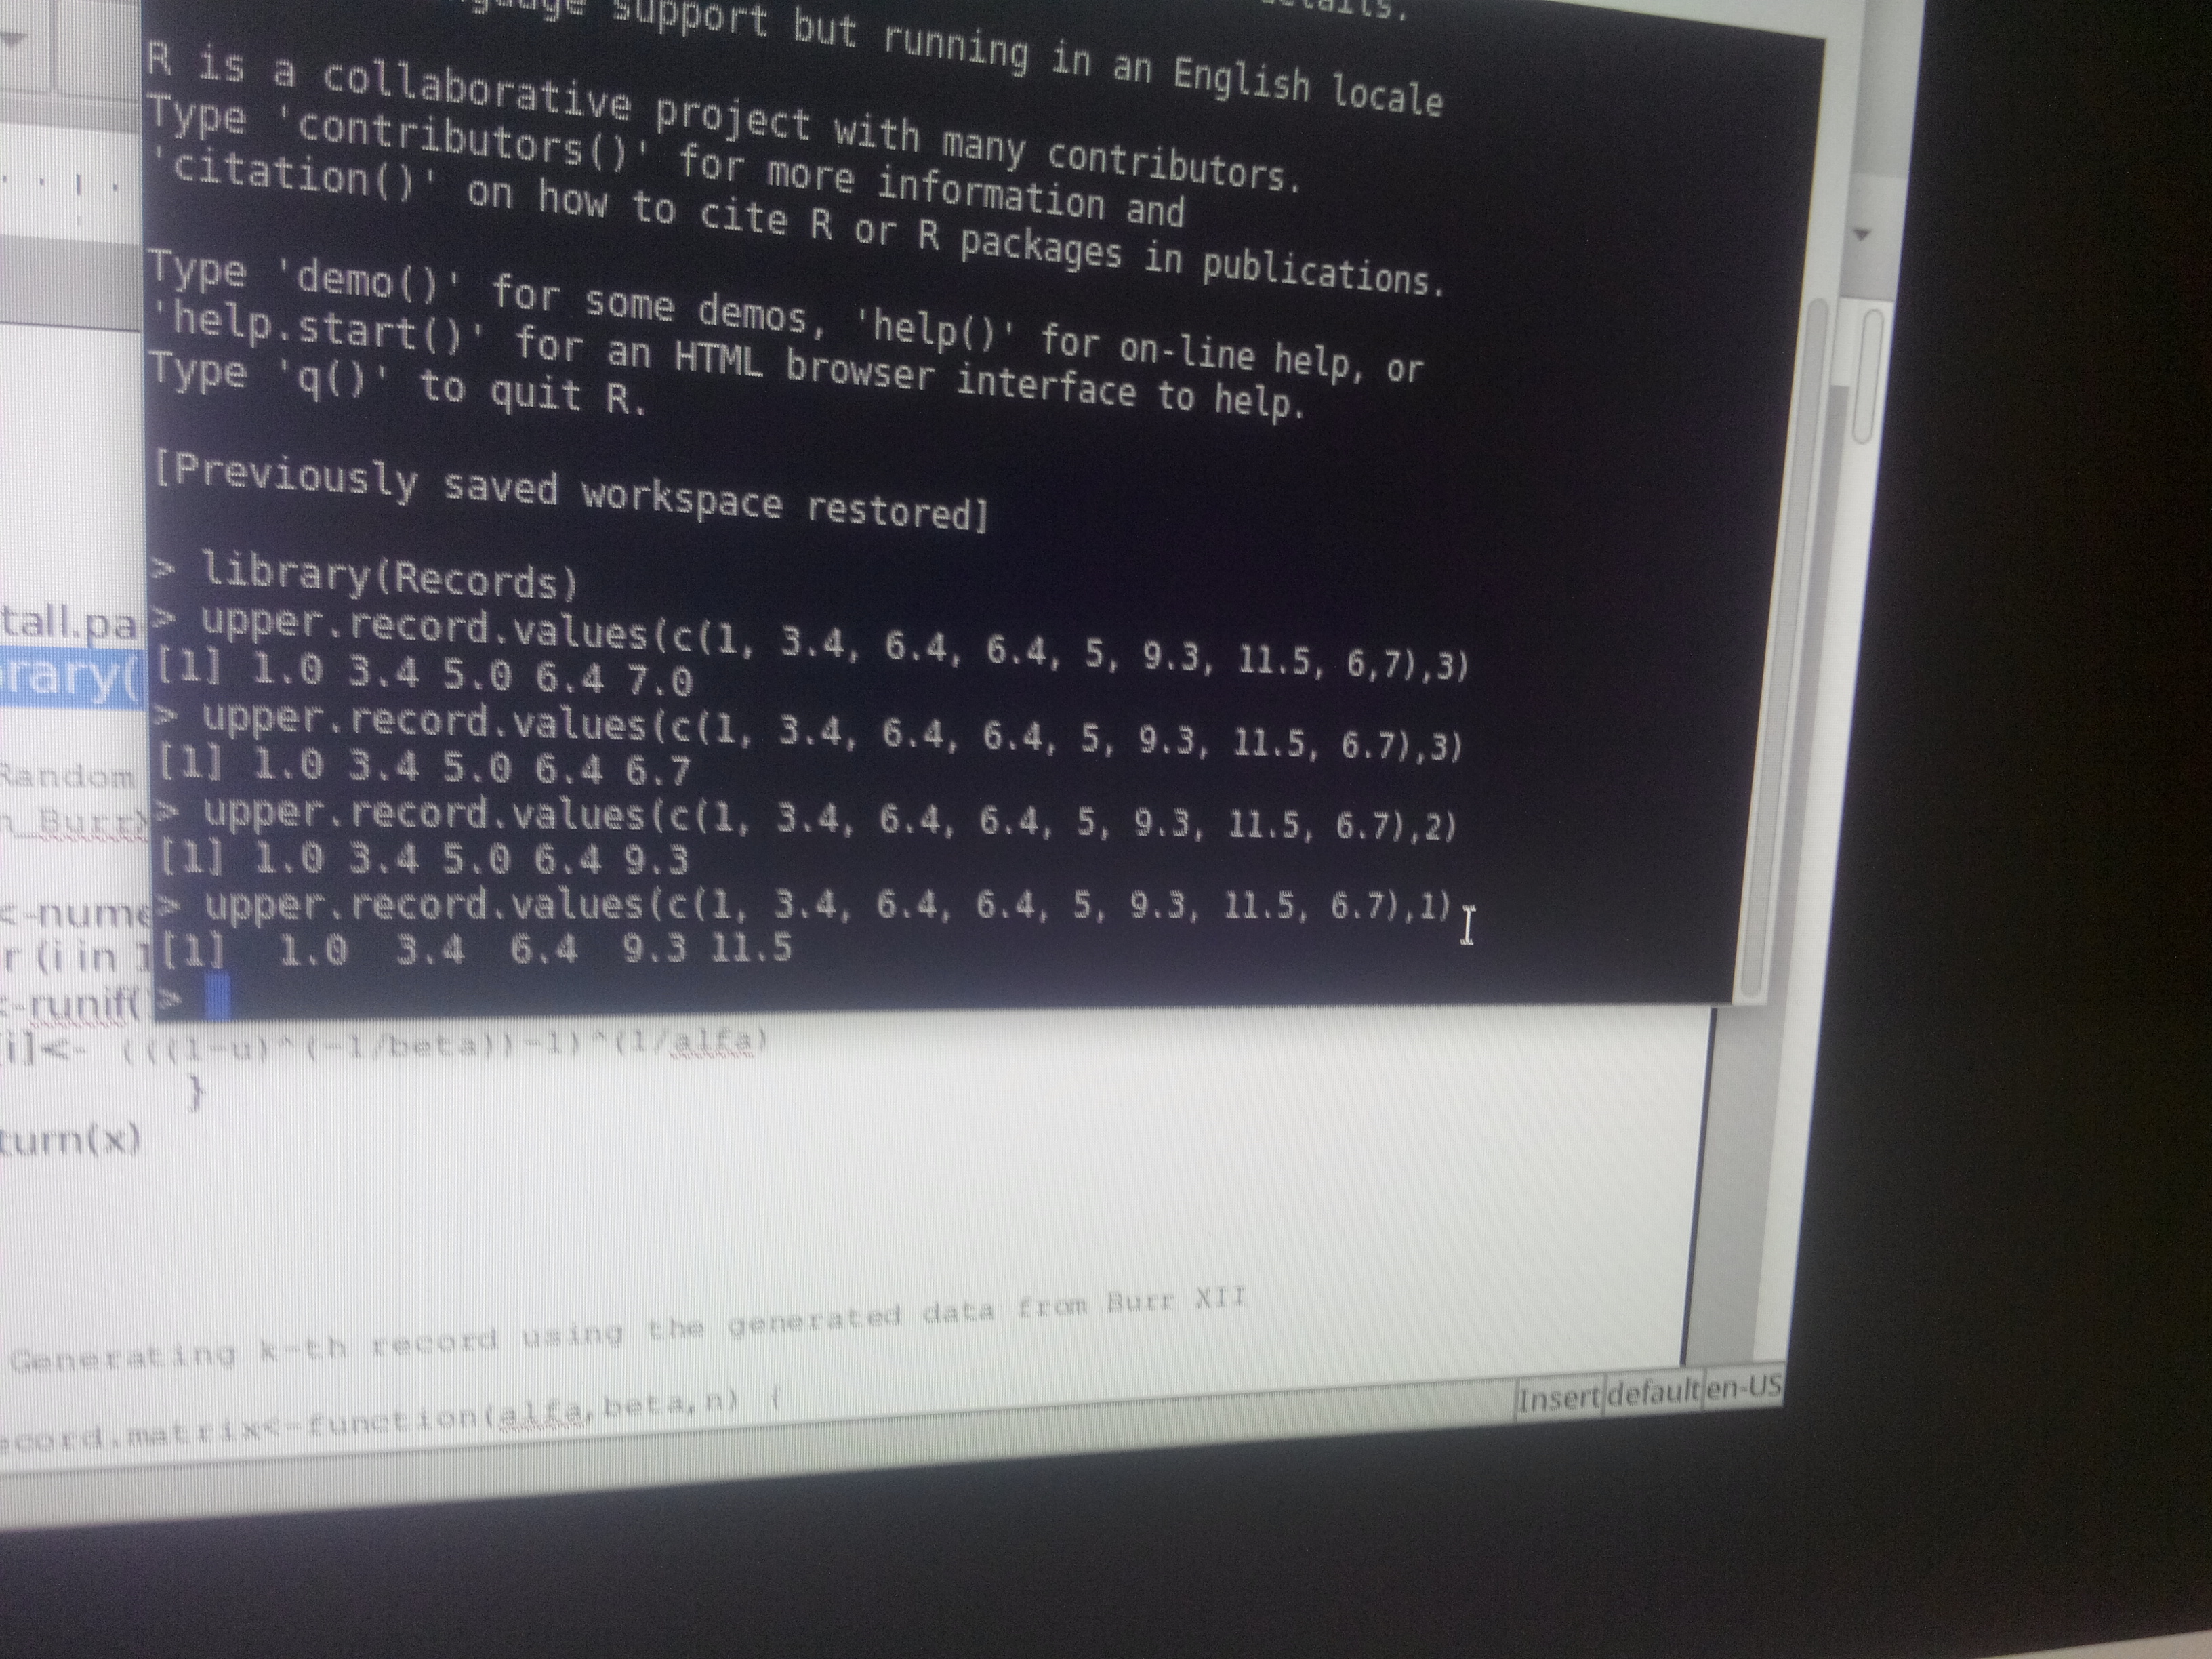 support but running in an English locale
R is a collaborative project with many contributors.
Type 'contributors()' for more information and
'citation()' on how to cite R or R packages in publications.
Type 'demo()' for some demos, 'help()' for on-line help, or
'help.start()' for an HTML browser interface to help.
Type 'q()' to quit R.
[Previously saved workspace restored]
> library(Records)
> upper.record.values(c(1, 3.4, 6.4, 6.4, 5, 9.3, 11.5, 6,7),3)
[1] 1.0 3.4 5.0 6.4 7.0
> upper.record.values(c(1, 3.4, 6.4, 6.4, 5, 9.3, 11.5, 6.7),3)
[1] 1.0 3.4 5.0 6.4 6.7
> upper.record.values(c(1, 3.4, 6.4, 6.4, 5, 9.3, 11.5, 6.7),2)
[1] 1.0 3.4 5.0 6.4 9.3
> upper.record.values(c(1, 3.4, 6.4, 6.4, 5, 9.3, 11.5, 6.7),1)
[1] 1.0 3.4 6.4 9.3 11.5
>
tall.pa
rary(
Random
Burr
<-nume
r (i in 1
<-runif(
i]<- (((1-u)^(-1/beta))-1)^(1/alfa)
}
turn(x)
Generating k-th record using the generated data from Burr XII
ecord.matrix<-function(alfa,beta,n) {
Insert default en-US